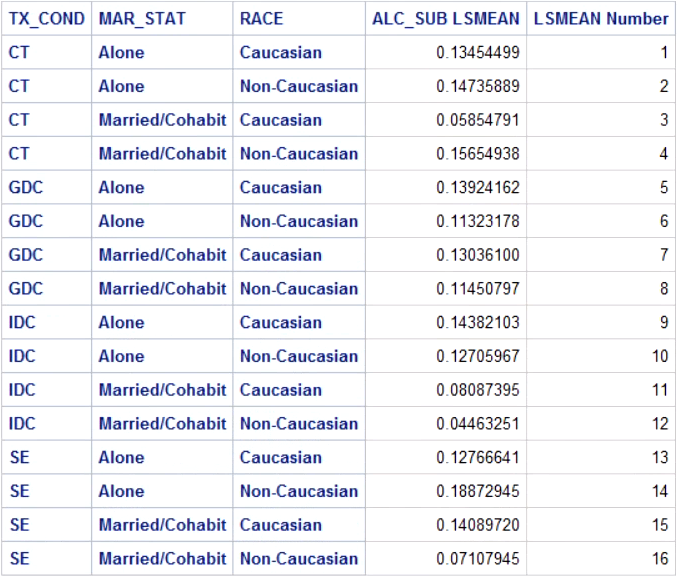 TX_COND MAR_STAT RACE ALC_SUB LSMEAN LSMEAN Number
CT Alone Caucasian 0.13454499 1
CT Alone Non-Caucasian 0.14735889 2
CT Married/Cohabit Caucasian 0.05854791 3
CT Married/Cohabit Non-Caucasian 0.15654938 4
GDC Alone Caucasian 0.13924162 5
GDC Alone Non-Caucasian 0.11323178 6
GDC Married/Cohabit Caucasian 0.13036100 7
GDC Married/Cohabit Non-Caucasian 0.11450797 8
IDC Alone Caucasian 0.14382103 9
IDC Alone Non-Caucasian 0.12705967 10
IDC Married/Cohabit Caucasian 0.08087395 11
IDC Married/Cohabit Non-Caucasian 0.04463251 12
SE Alone Caucasian 0.12766641 13
SE Alone Non-Caucasian 0.18872945 14
SE Married/Cohabit Caucasian 0.14089720 15
SE Married/Cohabit Non-Caucasian 0.07107945 16